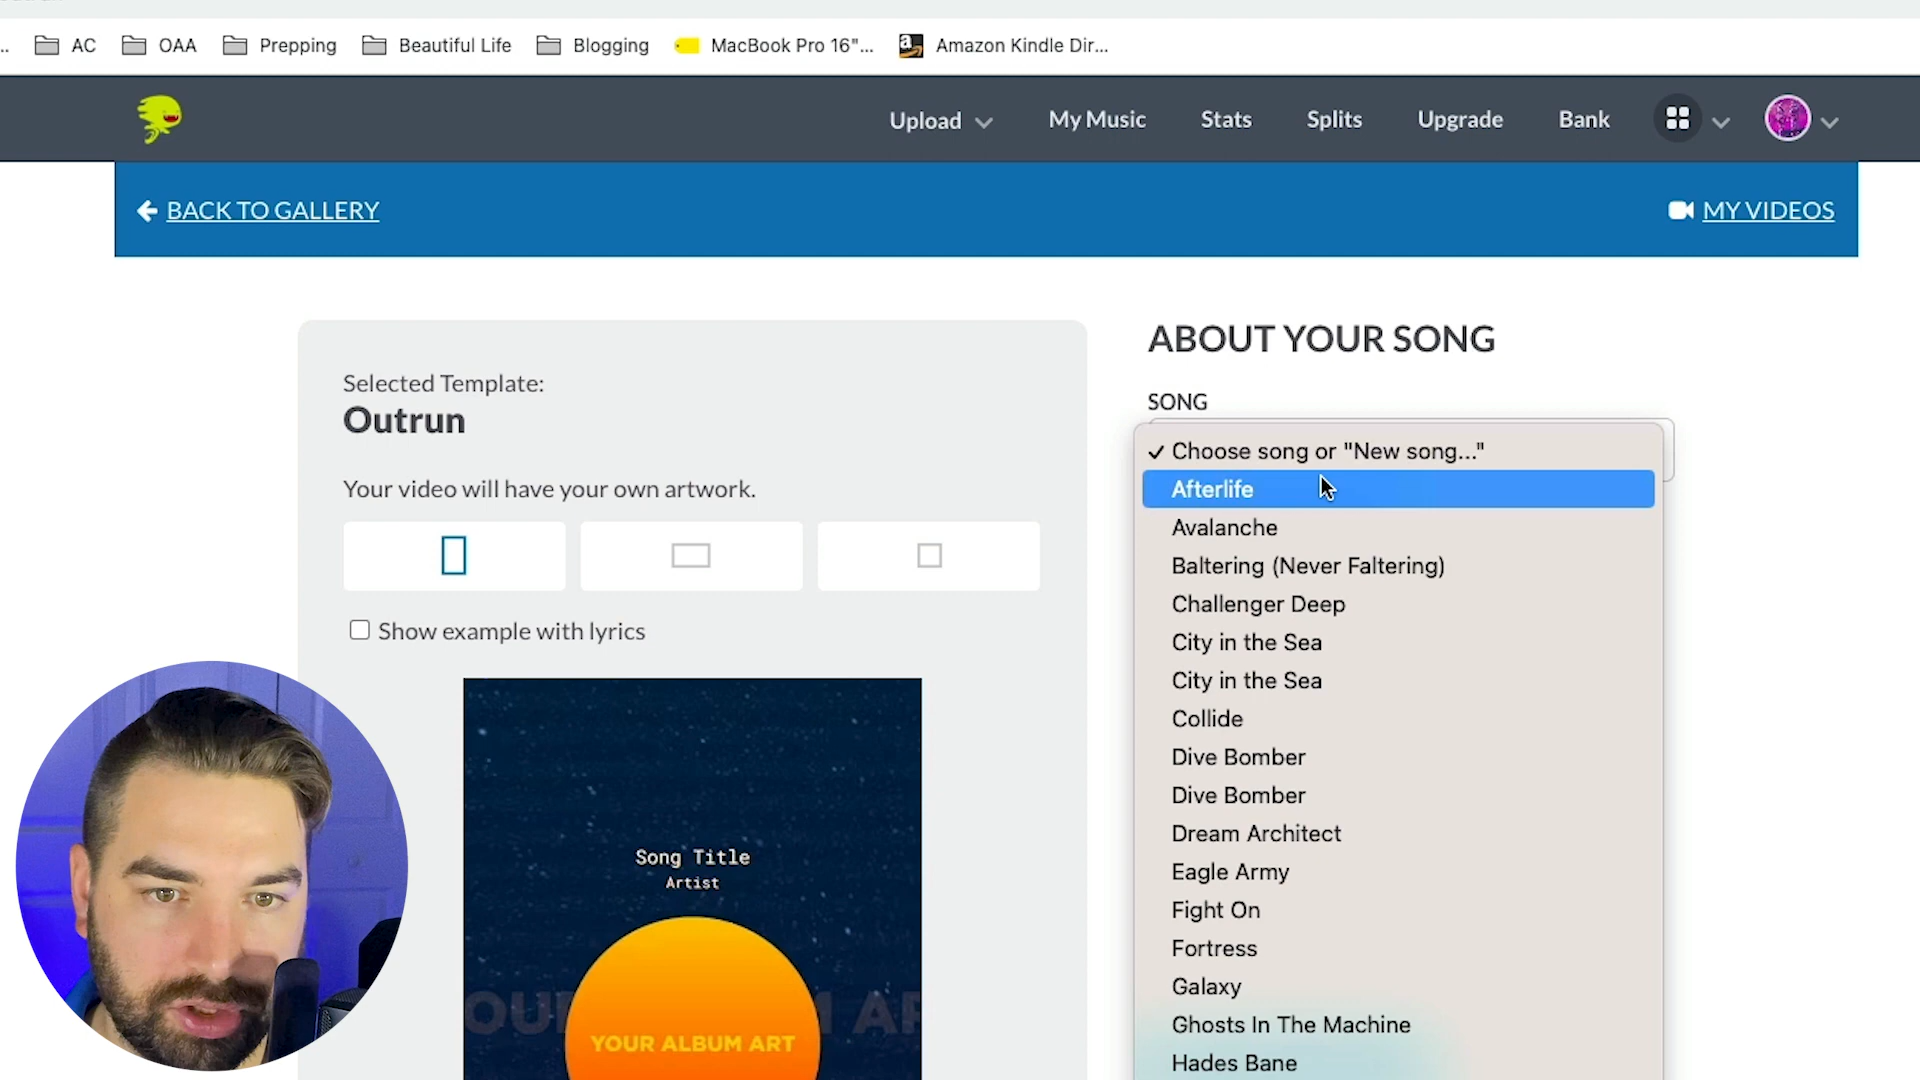 AC OAA Prepping Beautiful Life Blogging MacBook Pro 16"... Amazon Kindle Dir...
Upload My Music Stats Splits Upgrade Bank
BACK TO GALLERY MY VIDEOS
Selected Template:
Outrun
Your video will have your own artwork.
Show example with lyrics
Song Title
Artist
YOUR ALBUM ART
ABOUT YOUR SONG
SONG
Choose song or "New song..."
Afterlife
Avalanche
Baltering (Never Faltering)
Challenger Deep
City in the Sea
City in the Sea
Collide
Dive Bomber
Dive Bomber
Dream Architect
Eagle Army
Fight On
Fortress
Galaxy
Ghosts In The Machine
Hades Bane